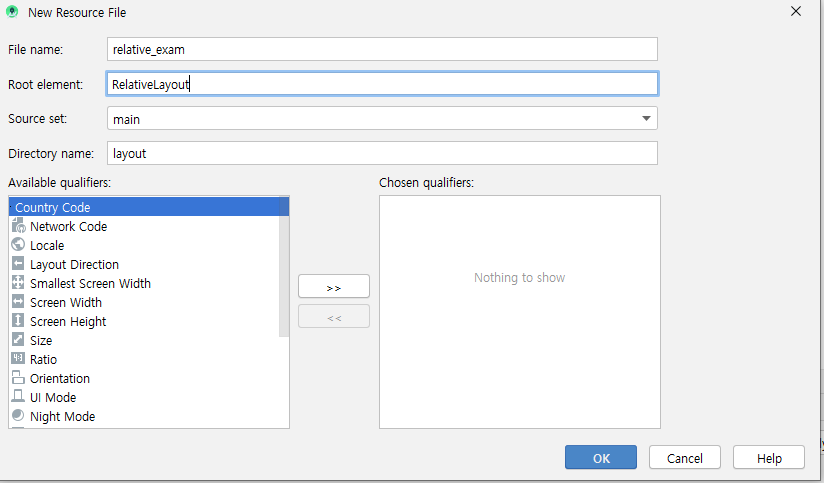 New Resource File
File name: relative_exam
Root element: RelativeLayout
Source set: main
Directory name: layout
Available qualifiers:
Chosen qualifiers:
Country Code
Network Code
Locale
Layout Direction
Smallest Screen Width
Screen Width
Screen Height
Size
Ratio
Orientation
UI Mode
Night Mode
>>
<<
Nothing to show
OK
Cancel
Help